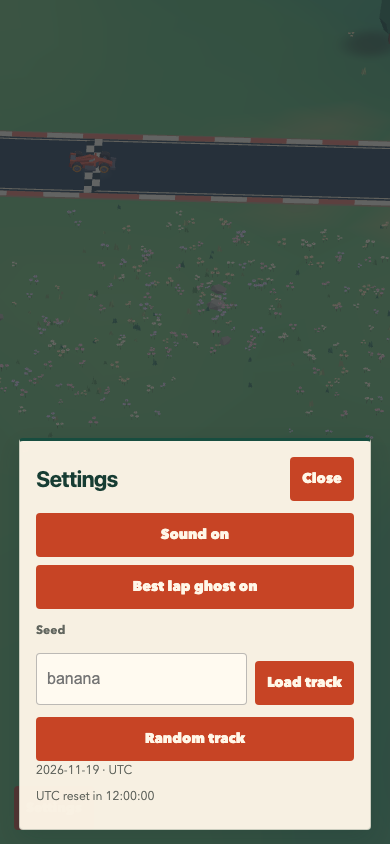 Settings
Close
Sound on
Best lap ghost on
Seed
banana
Load track
Random track
2026-11-19 · UTC
UTC reset in 12:00:00